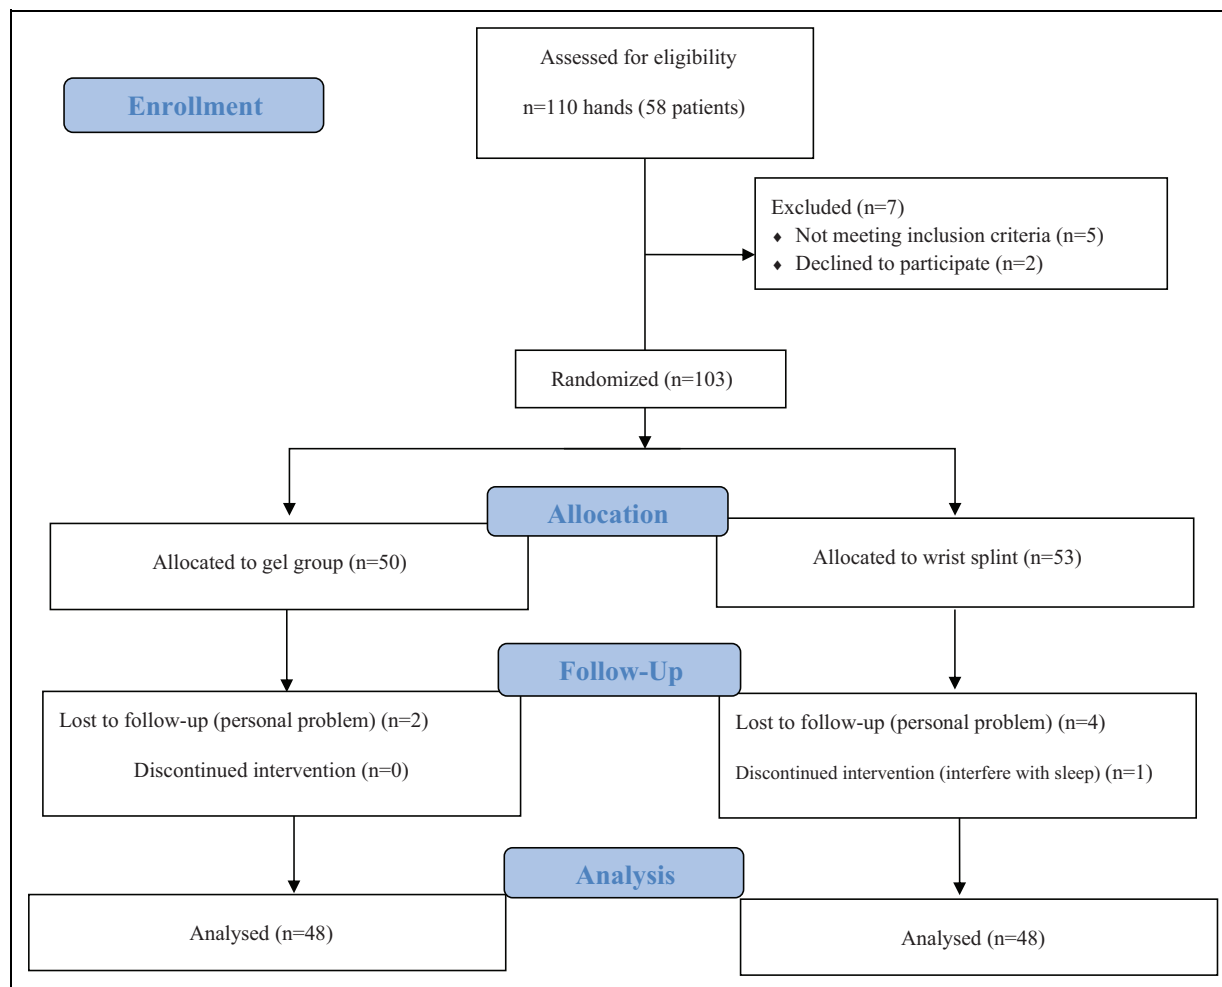 Assessed for eligibility
n=110 hands (58 patients)
Enrollment
Excluded (n=7)
♦ Not meeting inclusion criteria (n=5)
♦ Declined to participate (n=2)
Randomized (n=103)
Allocation
Allocated to gel group (n=50)
Allocated to wrist splint (n=53)
Follow-Up
Lost to follow-up (personal problem) (n=2)
Discontinued intervention (n=0)
Lost to follow-up (personal problem) (n=4)
Discontinued intervention (interfere with sleep) (n=1)
Analysis
Analysed (n=48)
Analysed (n=48)